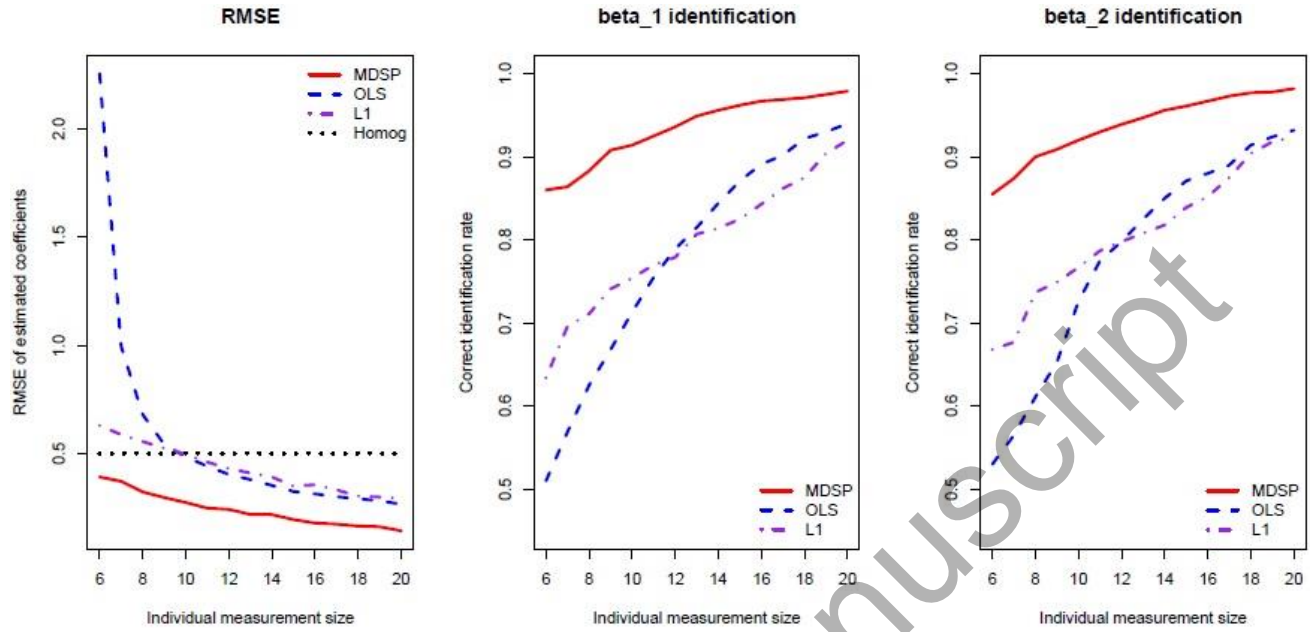 RMSE
RMSE of estimated coefficients
2.0
1.5
1.0
0.5
MDSP
OLS
L1
Homog
6 8 10 12 14 16 18 20
Individual measurement size
beta_1 identification
Correct identification rate
1.0
0.9
0.8
0.7
0.6
0.5
MDSP
OLS
L1
6 8 10 12 14 16 18 20
Individual measurement size
beta_2 identification
Correct identification rate
1.0
0.9
0.8
0.7
0.6
0.5
MDSP
OLS
L1
6 8 10 12 14 16 18 20
Individual measurement size
nuscript